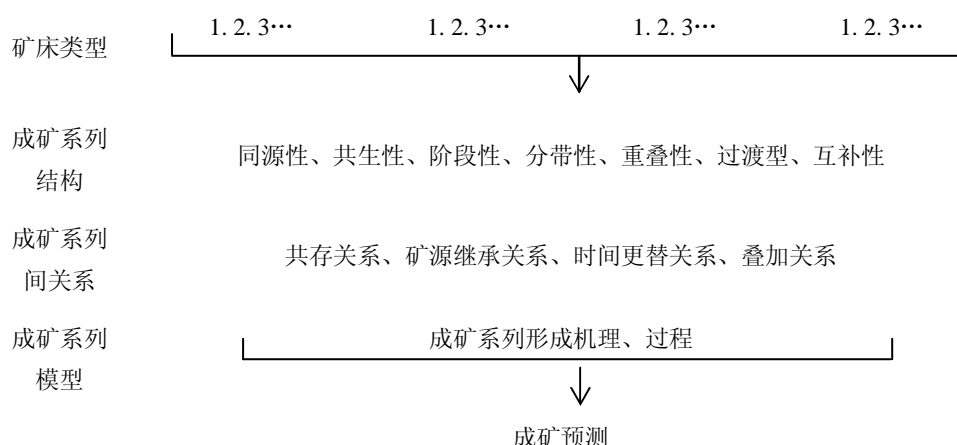 1. 2. 3… 1. 2. 3… 1. 2. 3… 1. 2. 3…
矿床类型
成矿系列
结构
同源性、共生性、阶段性、分带性、重叠性、过渡型、互补性
成矿系列
间关系
共存关系、矿源继承关系、时间更替关系、叠加关系
成矿系列
模型
成矿系列形成机理、过程
成矿预测